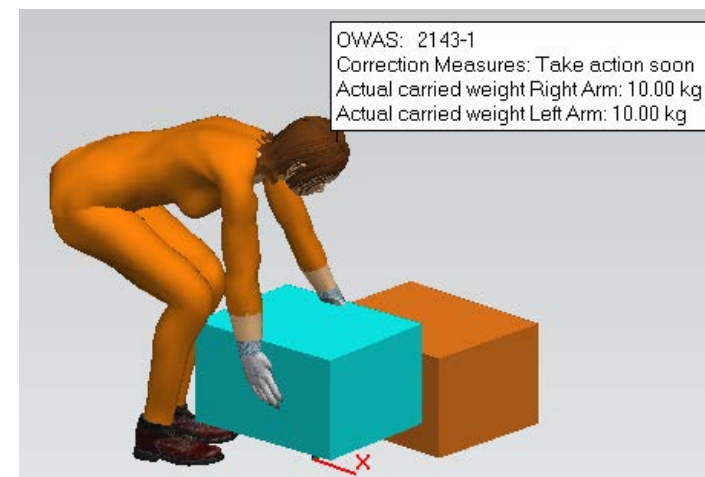 OWAS:  2143-1
Correction Measures: Take action soon
Actual carried weight Right Arm: 10.00 kg
Actual carried weight Left Arm: 10.00 kg
X